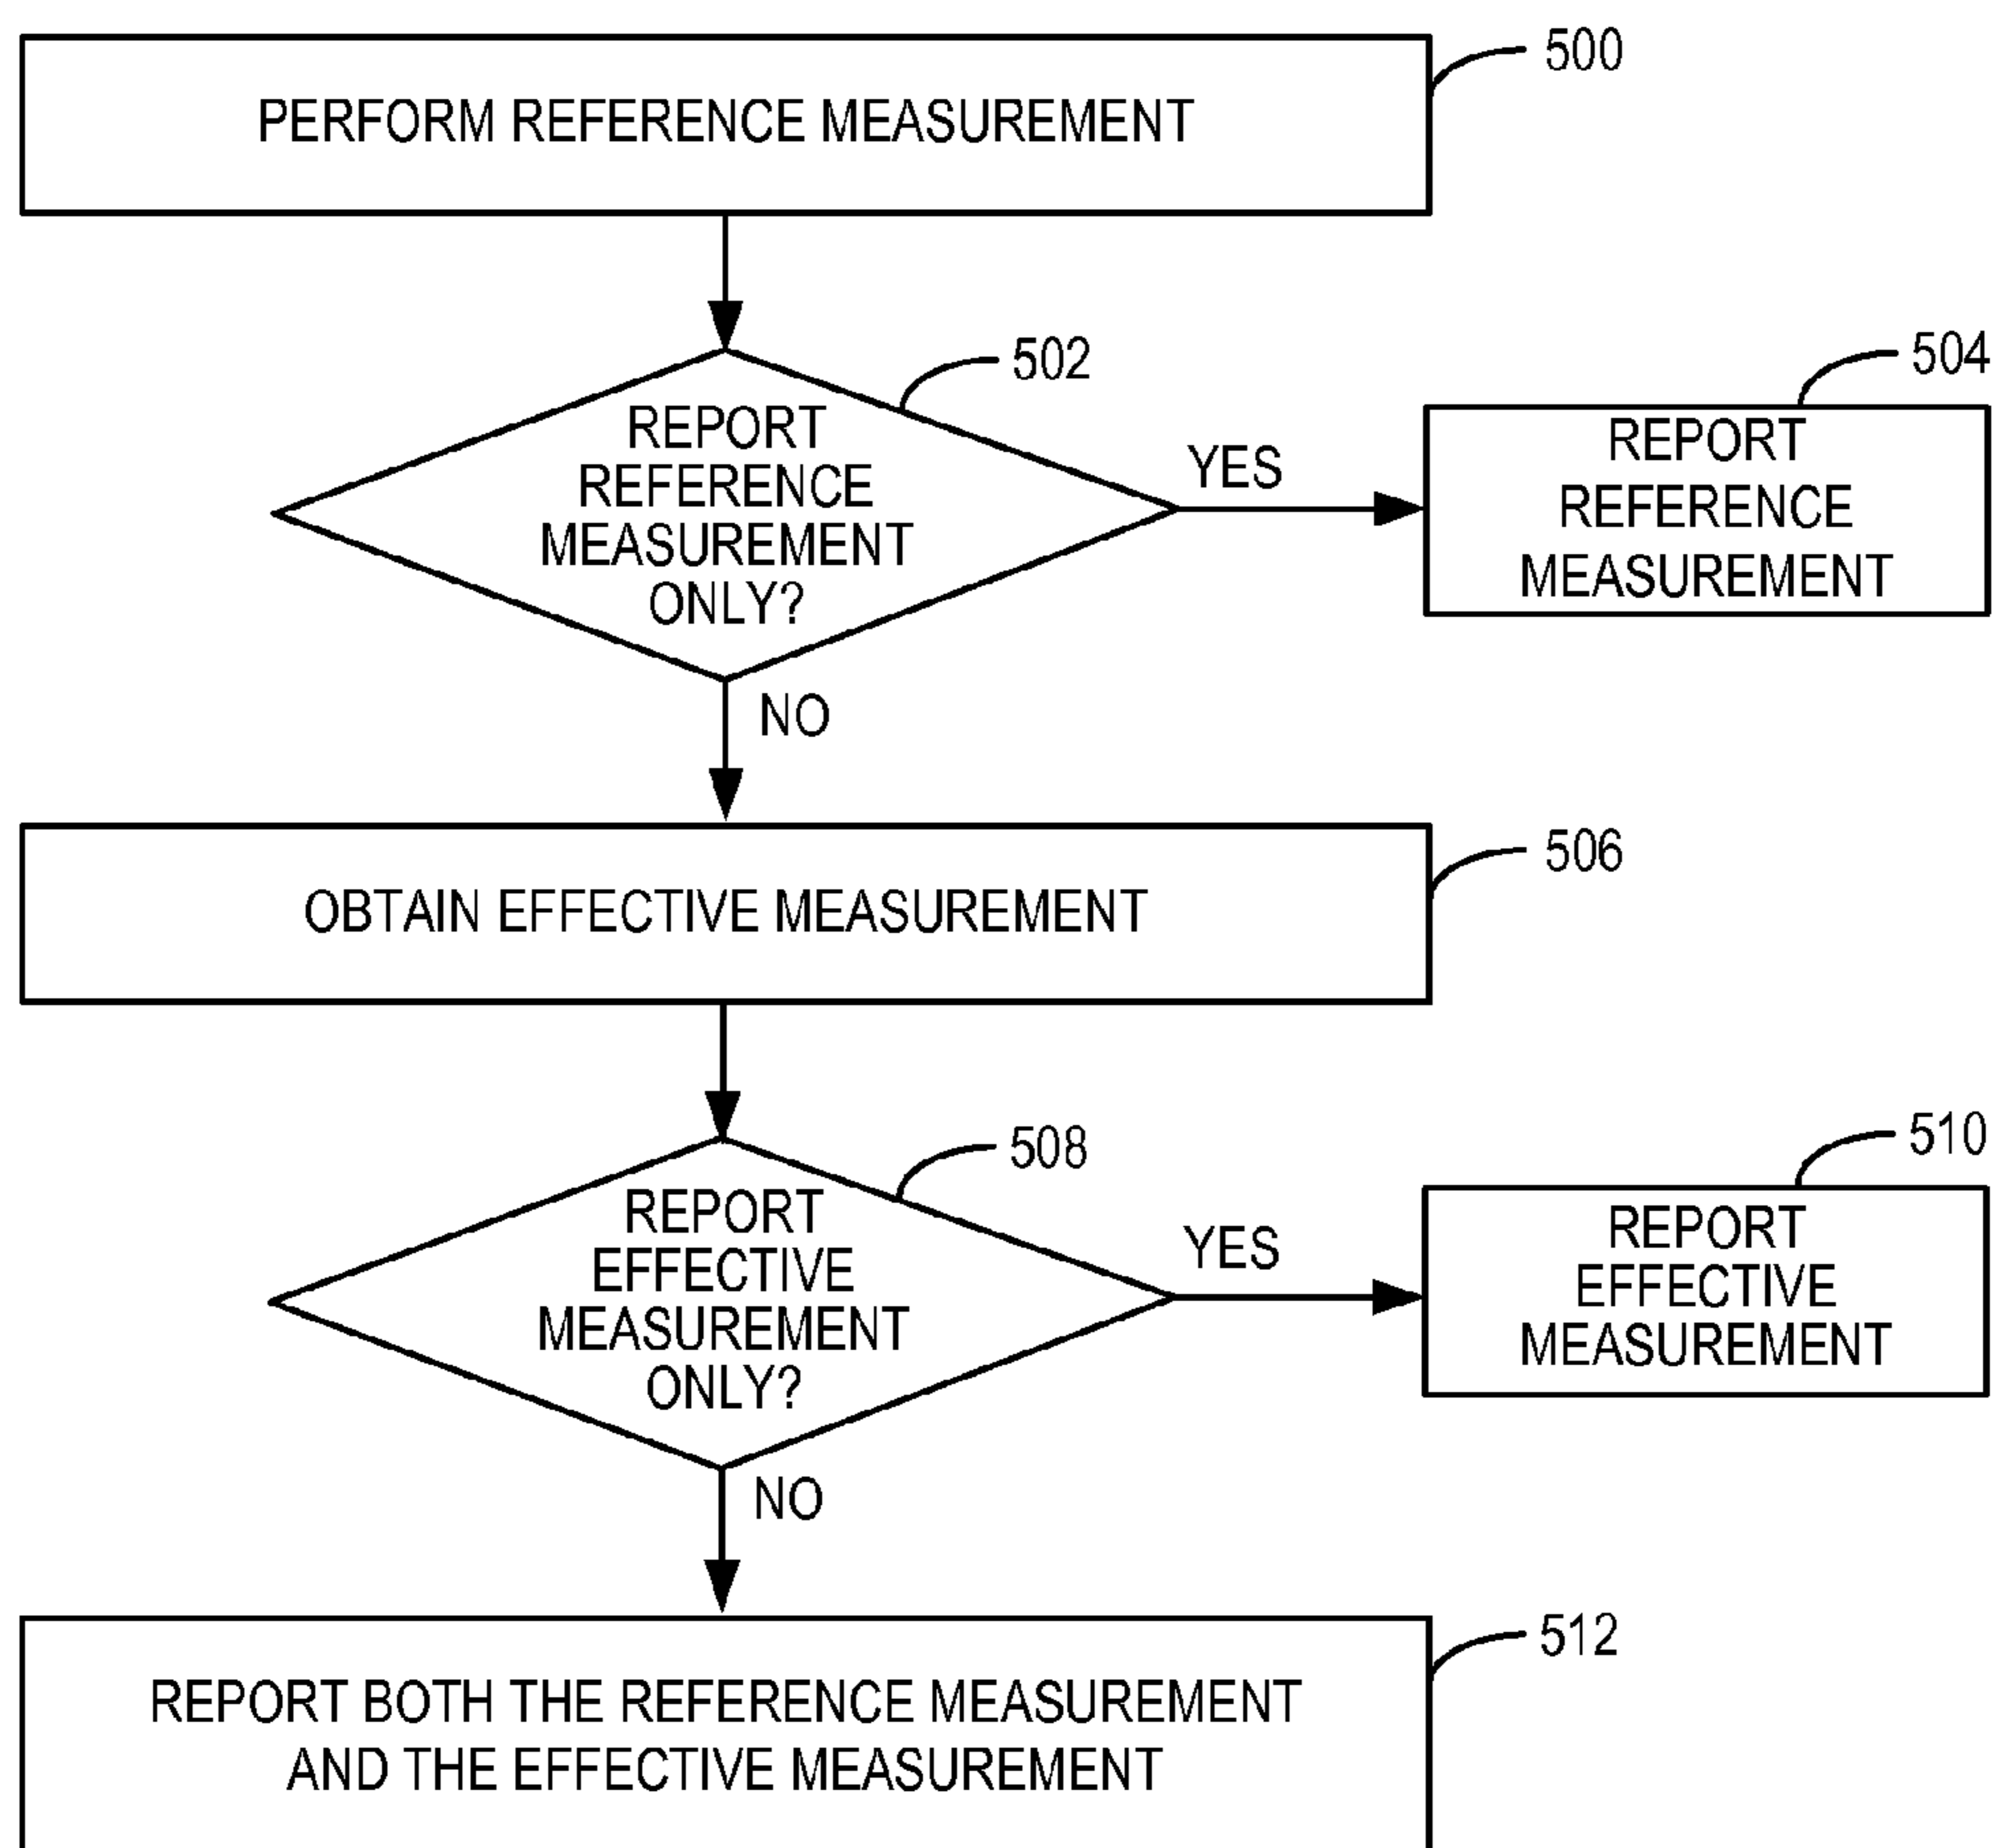 500
PERFORM REFERENCE MEASUREMENT
502
REPORT
REFERENCE
MEASUREMENT
ONLY?
YES
504
REPORT
REFERENCE
MEASUREMENT
NO
506
OBTAIN EFFECTIVE MEASUREMENT
508
REPORT
EFFECTIVE
MEASUREMENT
ONLY?
YES
510
REPORT
EFFECTIVE
MEASUREMENT
NO
512
REPORT BOTH THE REFERENCE MEASUREMENT
AND THE EFFECTIVE MEASUREMENT